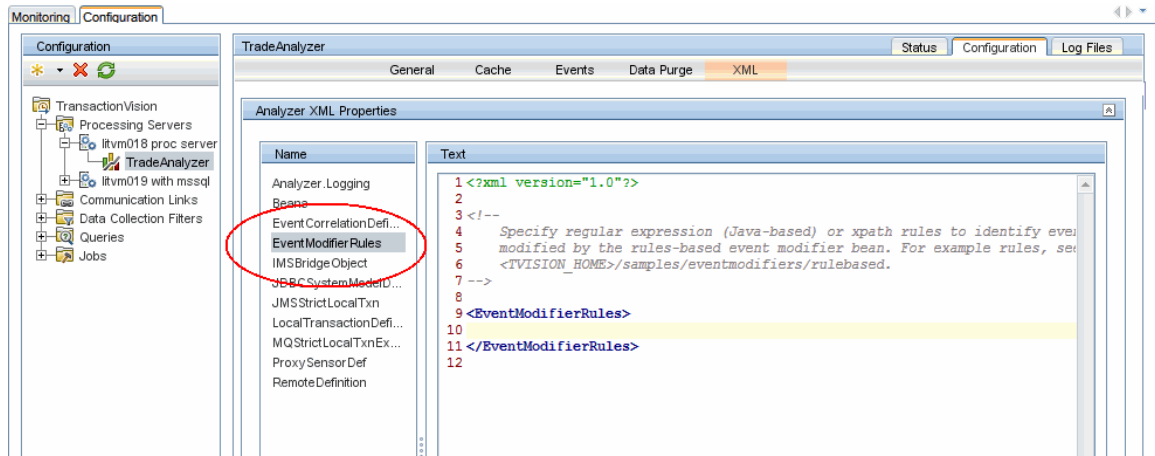 Monitoring Configuration
Configuration
TransactionVision
Processing Servers
litvm018 proc server
TradeAnalyzer
litvm019 with mssql
Communication Links
Data Collection Filters
Queries
Jobs
TradeAnalyzer Status Configuration Log Files
General Cache Events Data Purge XML
Analyzer XML Properties
Name
Analyzer.Logging
Beans
EventCorrelationDefi...
EventModifierRules
IMSBridgeObject
JDBCSystemModelD...
JMSStrictLocalTxn
LocalTransactionDefi...
MQStrictLocalTxnEx...
ProxySensorDef
RemoteDefinition
Text
1 <?xml version="1.0"?>
2
3 <!--
4 Specify regular expression (Java-based) or xpath rules to identify even
5 modified by the rules-based event modifier bean. For example rules, see
6 <TVISION_HOME>/samples/eventmodifiers/rulebased.
7 -->
8
9 <EventModifierRules>
10
11 </EventModifierRules>
12